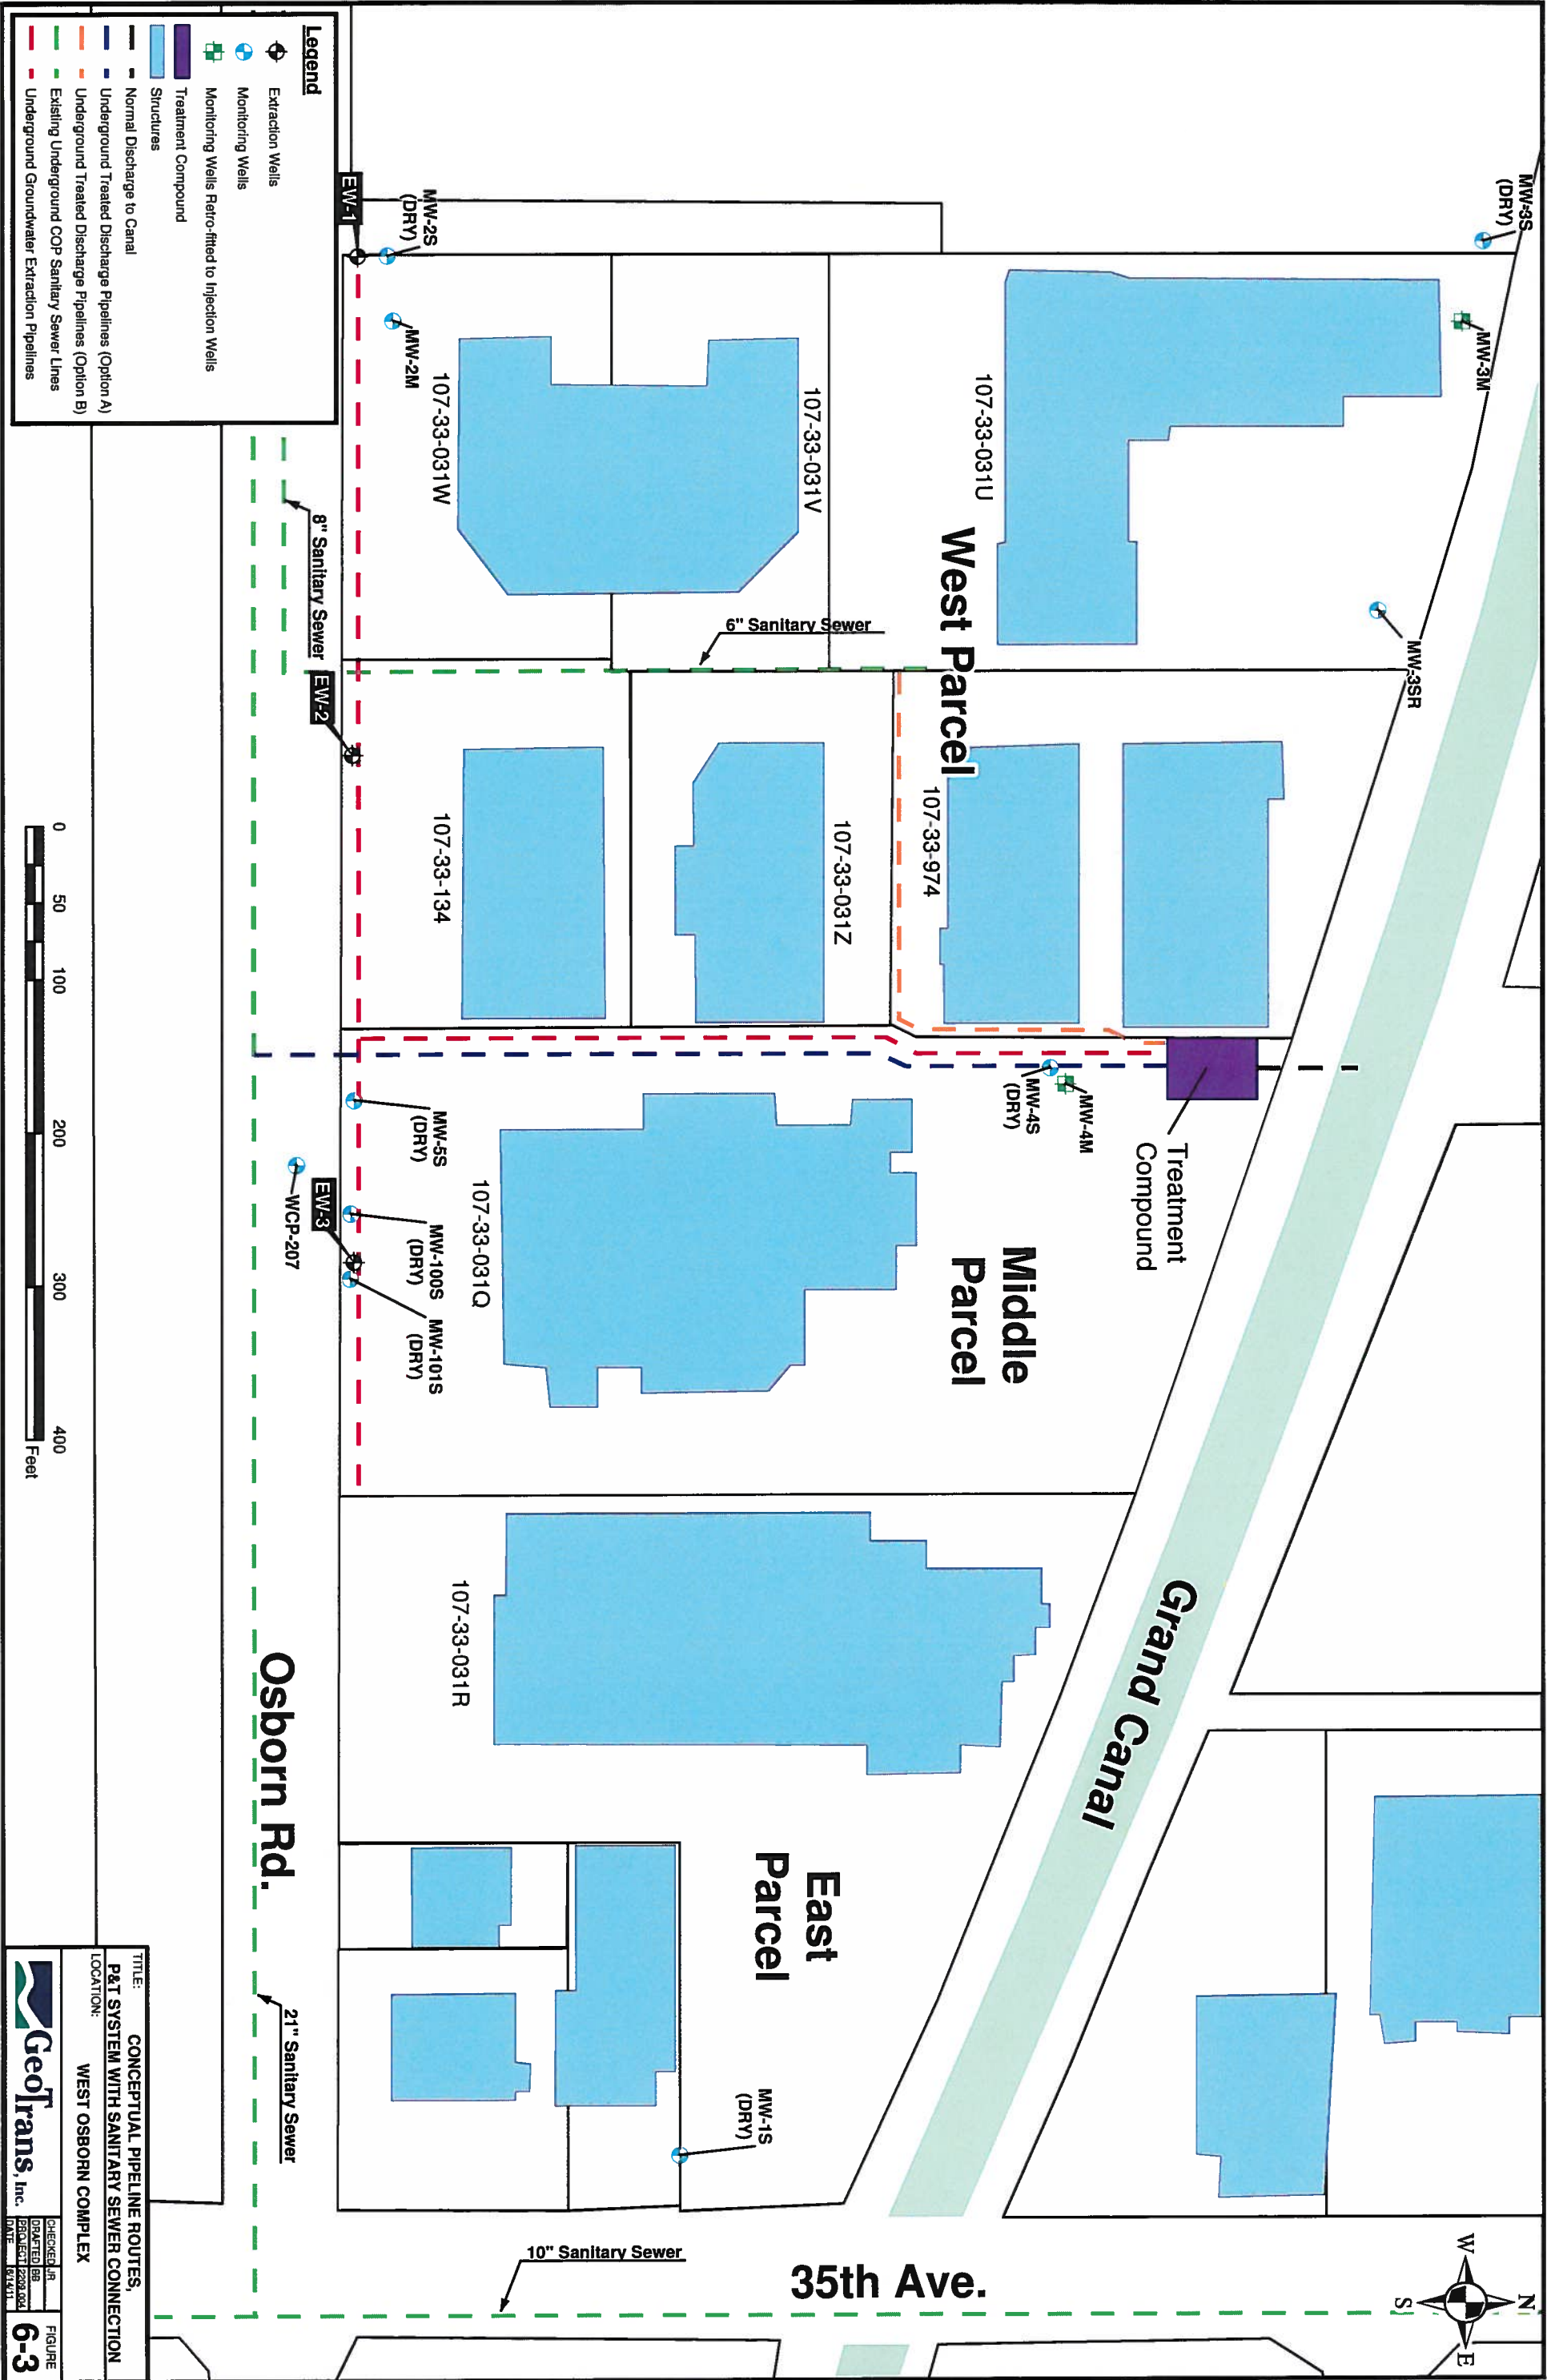 MW-3S
(DRY)
MW-3M
MW-3SR
107-33-031U
West Parcel
107-33-031V
107-33-031W
MW-2S
(DRY)
MW-2M
EW-1
6" Sanitary Sewer
8" Sanitary Sewer
EW-2
107-33-974
107-33-031Z
107-33-134
Treatment
Compound
MW-4M
MW-4S
(DRY)
Middle
Parcel
107-33-031Q
MW-5S
(DRY)
MW-100S
(DRY)
MW-101S
(DRY)
EW-3
WCP-207
Grand Canal
107-33-031R
East
Parcel
MW-1S
(DRY)
Osborn Rd.
21" Sanitary Sewer
10" Sanitary Sewer
35th Ave.
N
W
E
S
Legend
Extraction Wells
Monitoring Wells
Monitoring Wells Retro-fitted to Injection Wells
Treatment Compound
Structures
Normal Discharge to Canal
Underground Treated Discharge Pipelines (Option A)
Underground Treated Discharge Pipelines (Option B)
Existing Underground COP Sanitary Sewer Lines
Underground Groundwater Extraction Pipelines
0 50 100 200 300 400
Feet
TITLE:
CONCEPTUAL PIPELINE ROUTES,
P&T SYSTEM WITH SANITARY SEWER CONNECTION
LOCATION:
WEST OSBORN COMPLEX
GeoTrans, Inc.
CHECKED JR
DRAFTED BB
PROJECT 2209.004
DATE 6/14/11
FIGURE
6-3